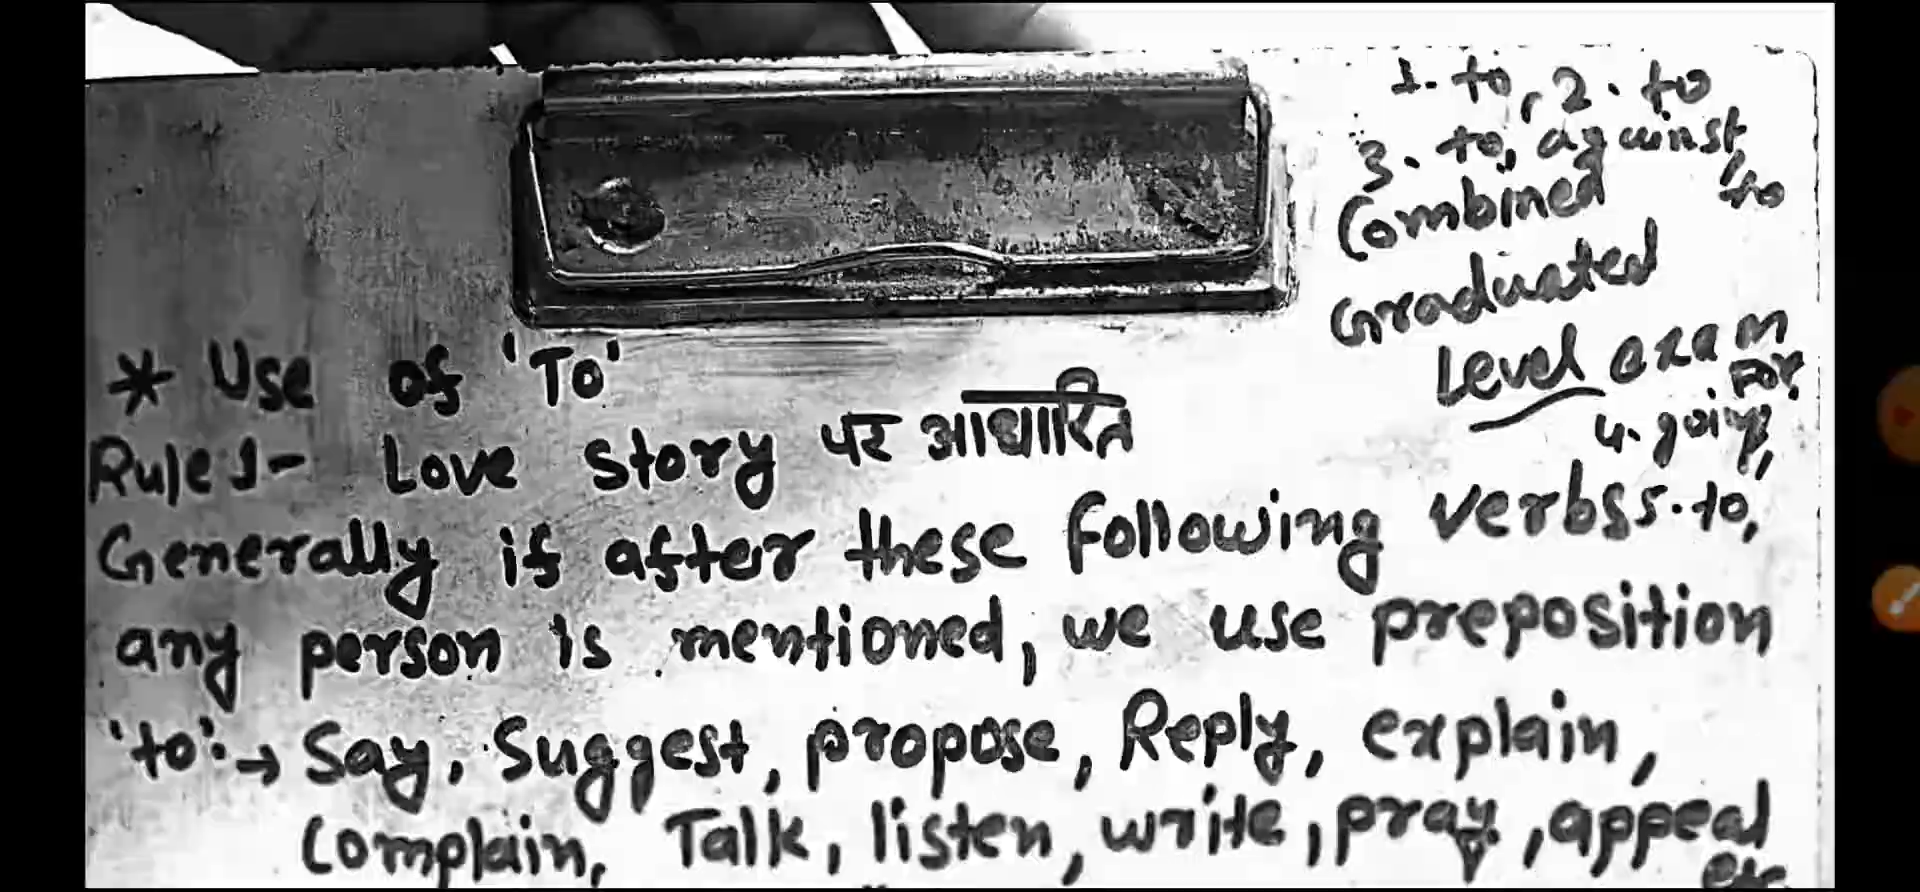 1. to, 2. to
3. to, against, to
Combined
Graduated
Level exam
4. going, For,
* Use of 'To'
Rule 1- Love story पर आधारित
Generally if after these following verbs 5. to,
any person is mentioned, we use preposition
'to':→ Say, Suggest, propose, Reply, explain,
Complain, Talk, listen, write, pray, appeal
etc